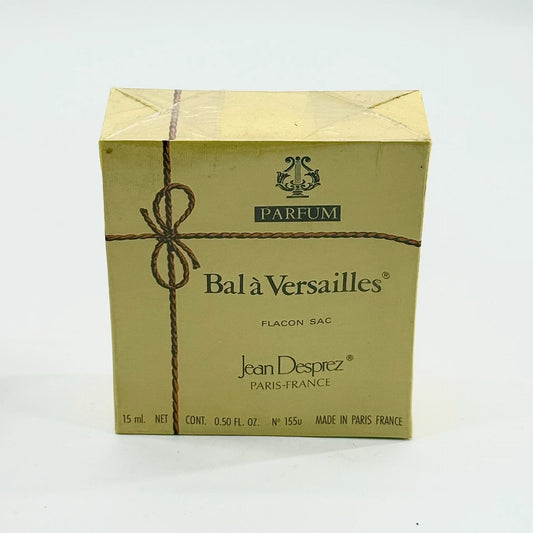 PARFUM
Bal à Versailles®
FLACON SAC
Jean Desprez®
PARIS-FRANCE
15 ml. NET CONT. 0.50 FL. OZ. Nº 155u MADE IN PARIS FRANCE